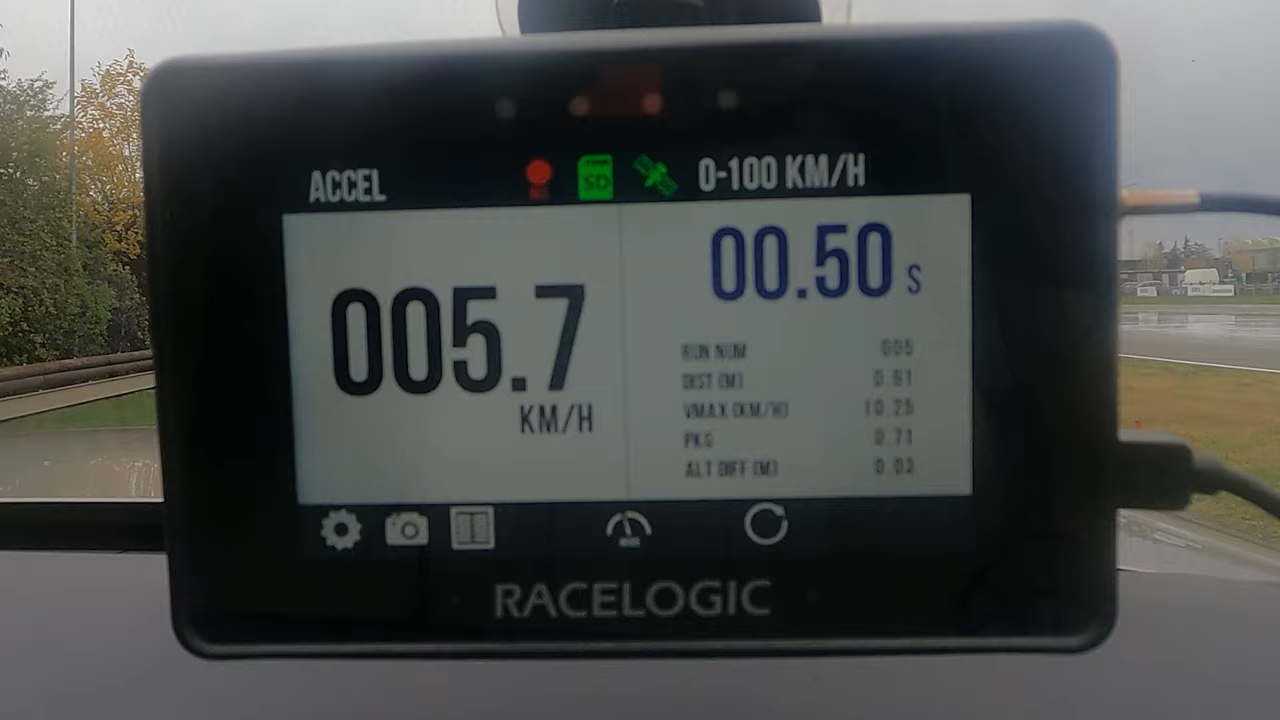 ACCEL
SD
0-100 KM/H
005.7
KM/H
00.50 S
RUN NUM 005
DIST (M) 0.91
VMAX (KM/H) 10.25
PKG 0.71
ALT DIFF (M) 0.03
RACELOGIC